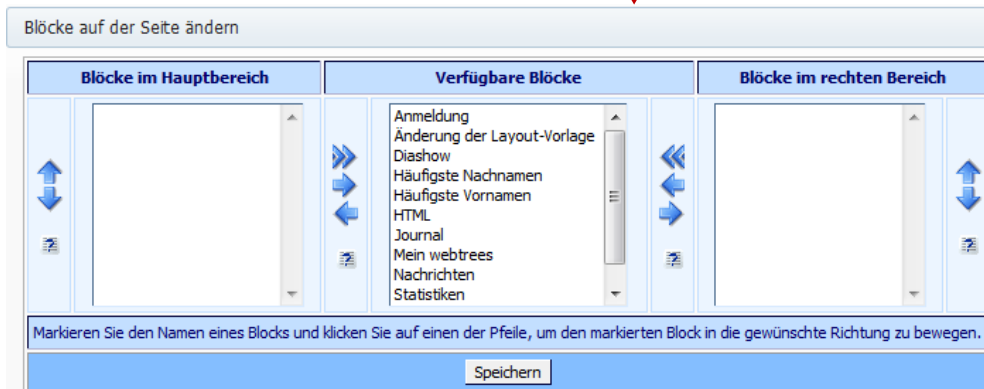 Blöcke auf der Seite ändern
Blöcke im Hauptbereich
Verfügbare Blöcke
Blöcke im rechten Bereich
Anmeldung
Änderung der Layout-Vorlage
Diashow
Häufigste Nachnamen
Häufigste Vornamen
HTML
Journal
Mein webtrees
Nachrichten
Statistiken
?
?
?
?
Markieren Sie den Namen eines Blocks und klicken Sie auf einen der Pfeile, um den markierten Block in die gewünschte Richtung zu bewegen.
Speichern